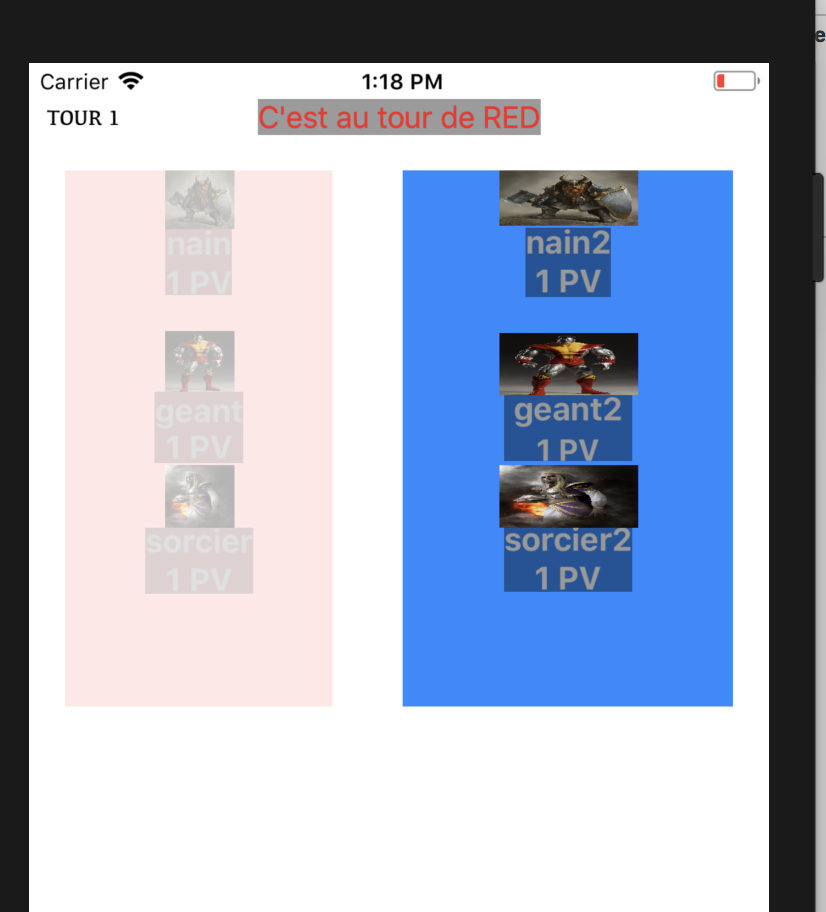 Carrier 1:18 PM
TOUR 1 C'est au tour de RED
nain
1 PV
geant
1 PV
sorcier
1 PV
nain2
1 PV
geant2
1 PV
sorcier2
1 PV
e